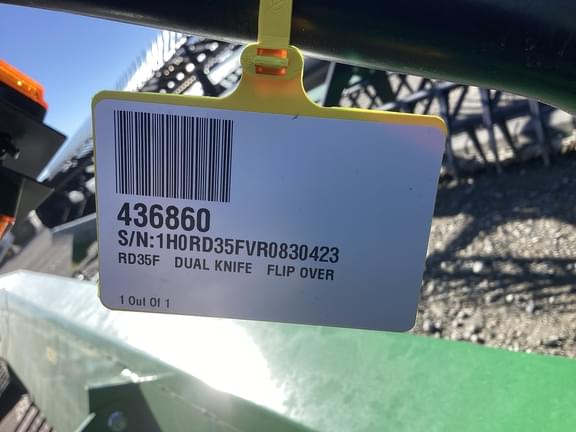 436860
S/N:1H0RD35FVR0830423
RD35F DUAL KNIFE FLIP OVER
1 Out Of 1